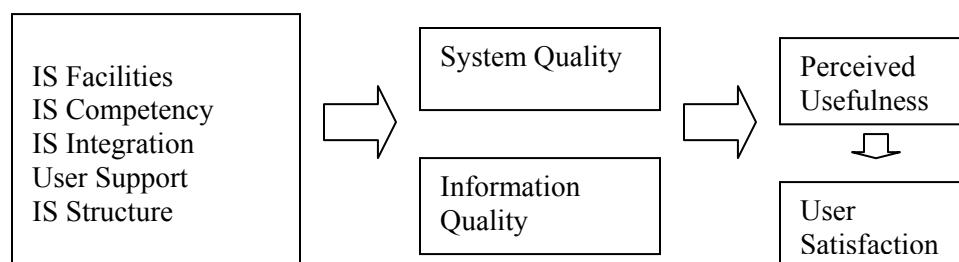 IS Facilities
IS Competency
IS Integration
User Support
IS Structure
System Quality
Information
Quality
Perceived
Usefulness
User
Satisfaction